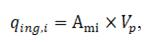 q_{ing,i} = A_{mi} × V_p,